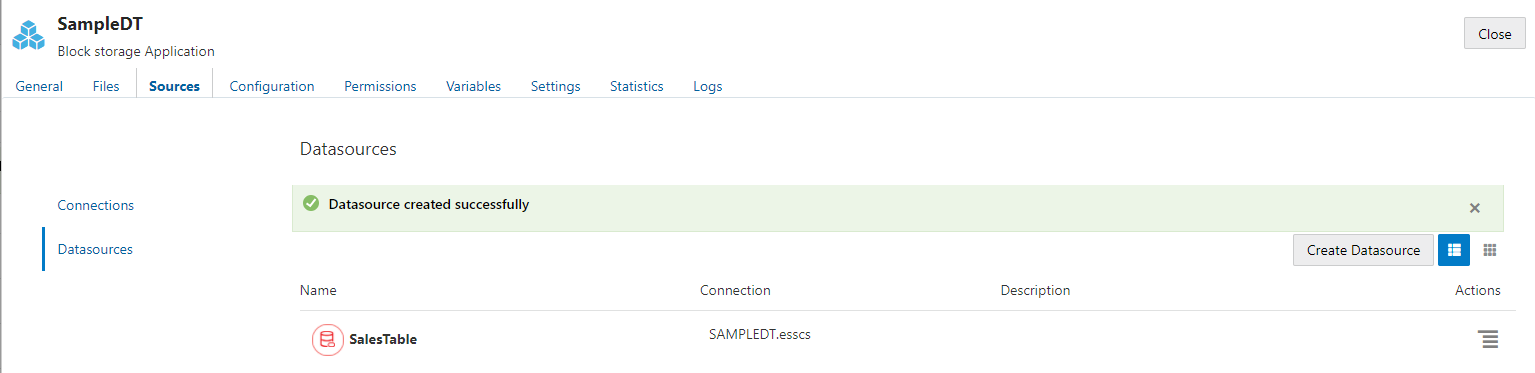 SampleDT
Block storage Application
Close
General Files Sources Configuration Permissions Variables Settings Statistics Logs
Datasources
Connections
Datasource created successfully
Datasources
Create Datasource
Name Connection Description Actions
SalesTable SAMPLEDT.esscs